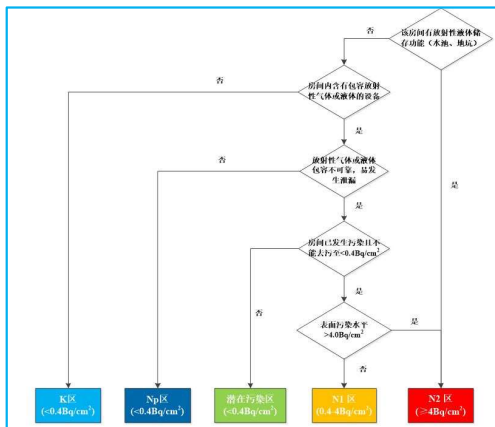 否
该房间有放射性液体储
存功能（水池、地坑）
否
房间内含有包容放射
性气体或液体的设备
是
否
放射性气体或液体
包容不可靠，易发
生泄漏
是
是
房间已发生污染且不
能去污至<0.4Bq/cm²
否
是
表面污染水平
>4.0Bq/cm²
是
否
K区
(<0.4Bq/cm²)
Np区
(<0.4Bq/cm²)
潜在污染区
(<0.4Bq/cm²)
N1 区
(0.4-4Bq/cm²)
N2 区
(≥4Bq/cm²)